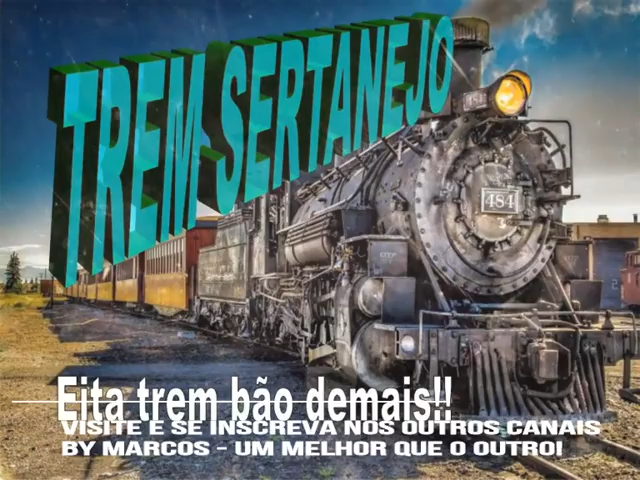 TREM SERTANEJO
484
Eita trem bão demais!!
VISITE E SE INSCREVA NOS OUTROS CANAIS
BY MARCOS - UM MELHOR QUE O OUTRO!